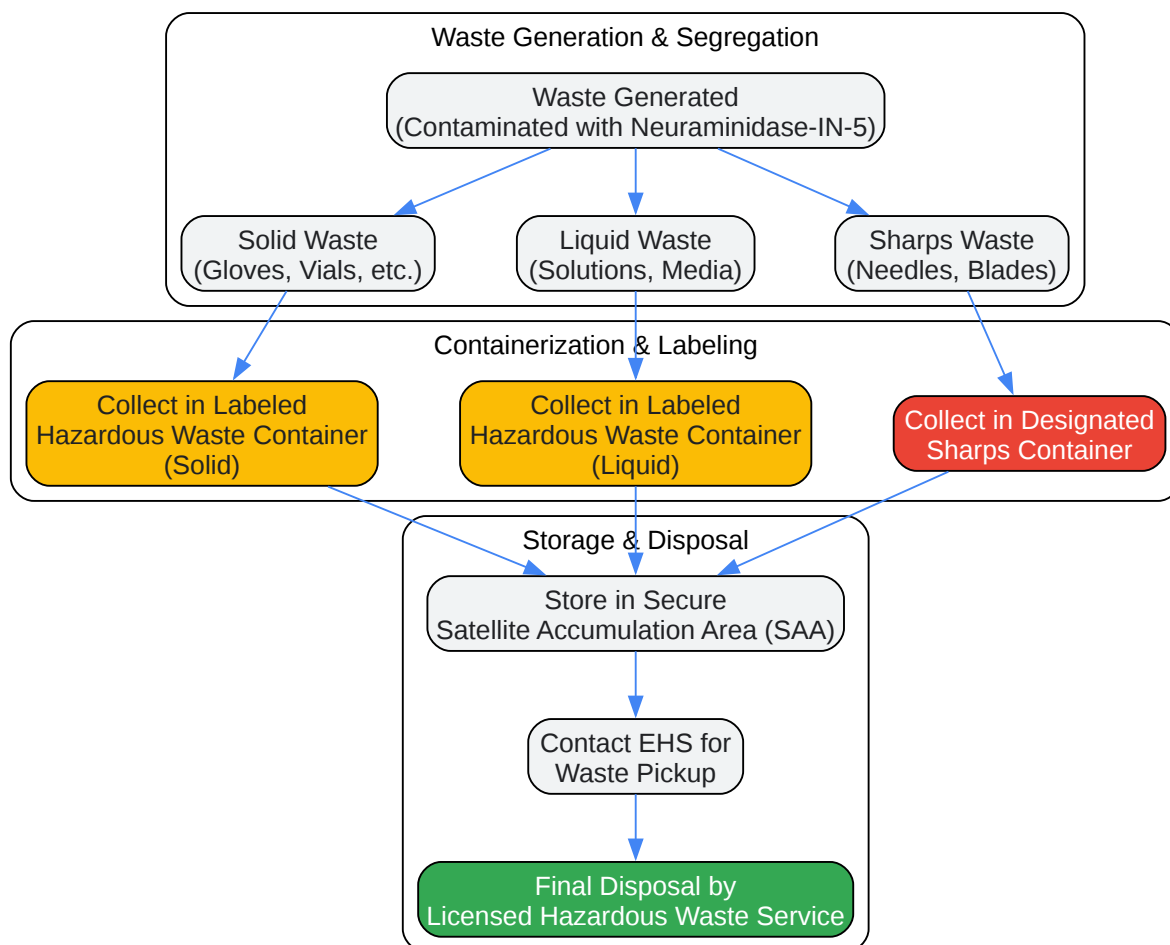 Waste Generation & Segregation
Waste Generated
(Contaminated with Neuraminidase-IN-5)
Solid Waste
(Gloves, Vials, etc.)
Liquid Waste
(Solutions, Media)
Sharps Waste
(Needles, Blades)
Containerization & Labeling
Collect in Labeled
Hazardous Waste Container
(Solid)
Collect in Labeled
Hazardous Waste Container
(Liquid)
Collect in Designated
Sharps Container
Storage & Disposal
Store in Secure
Satellite Accumulation Area (SAA)
Contact EHS for
Waste Pickup
Final Disposal by
Licensed Hazardous Waste Service